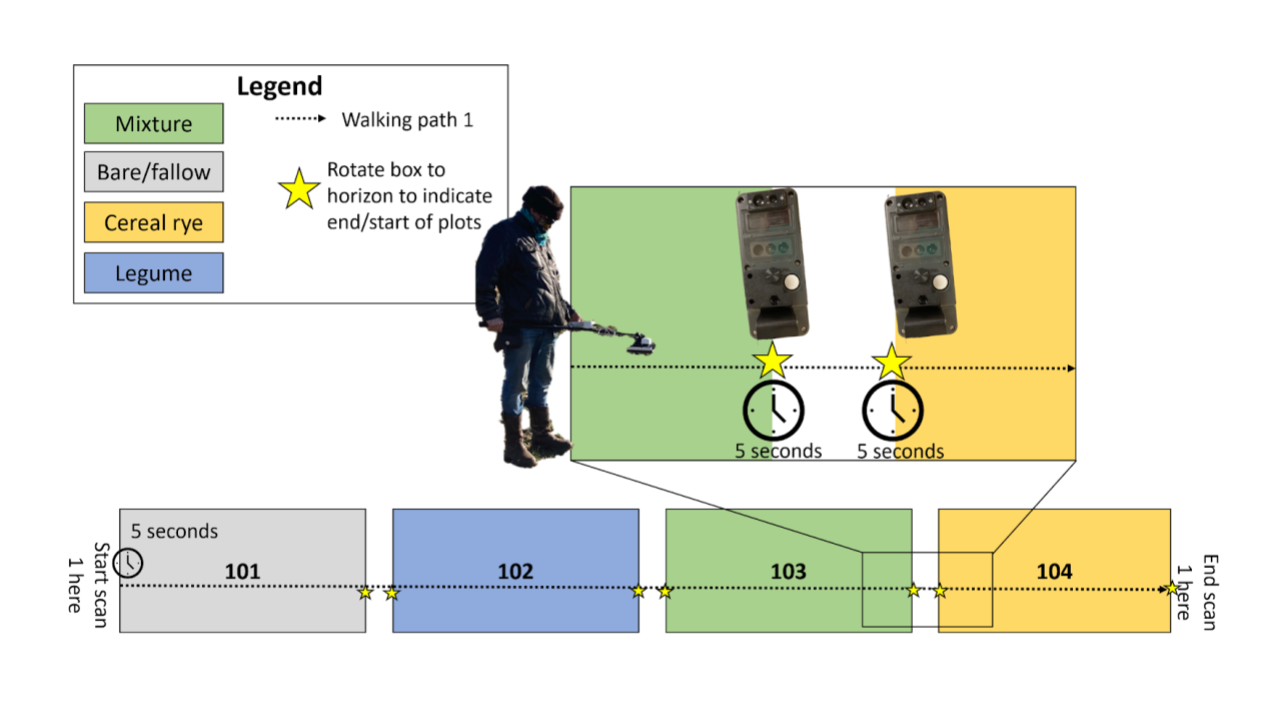 Legend
Mixture
Bare/fallow
Cereal rye
Legume
Walking path 1
Rotate box to
horizon to indicate
end/start of plots
5 seconds
5 seconds
5 seconds
Start scan
1 here
101
102
103
104
End scan
1 here